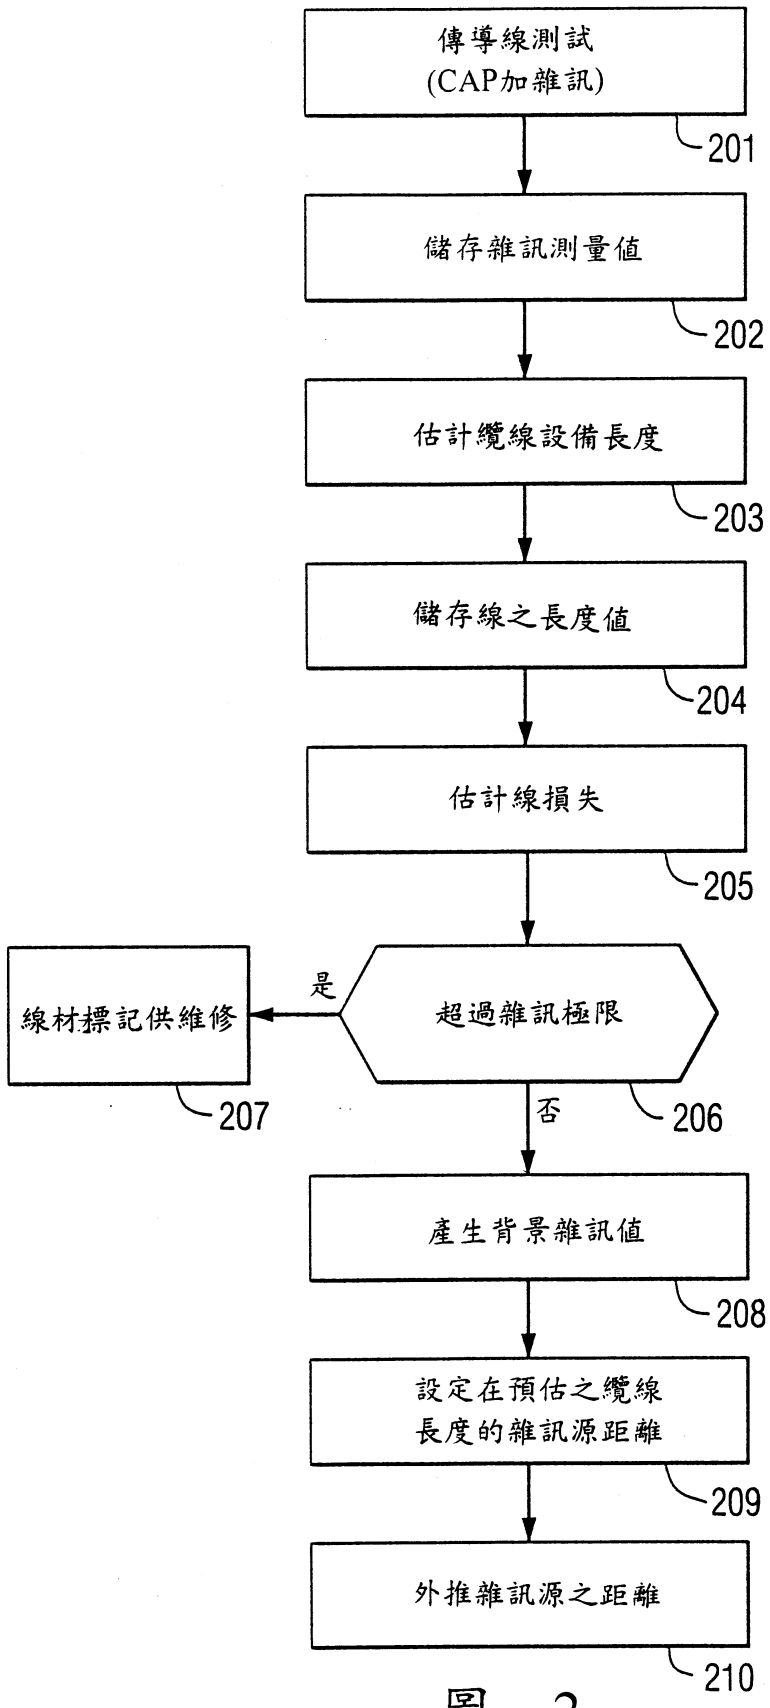 傳導線測試
(CAP加雜訊)
201
儲存雜訊測量值
202
估計纜線設備長度
203
儲存線之長度值
204
估計線損失
205
超過雜訊極限
206
是
線材標記供維修
207
否
產生背景雜訊值
208
設定在預估之纜線
長度的雜訊源距離
209
外推雜訊源之距離
210
圖 2